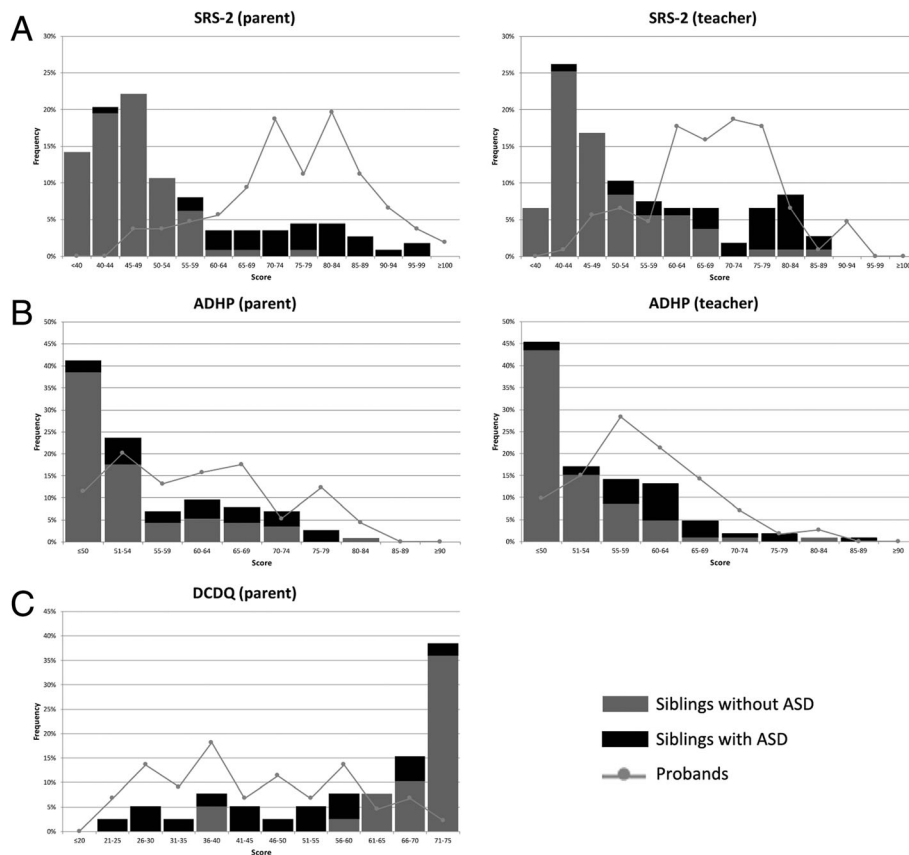 A
SRS-2 (parent)
30%
25%
20%
15%
10%
5%
0%
Frequency
<40 40-44 45-49 50-54 55-59 60-64 65-69 70-74 75-79 80-84 85-89 90-94 95-99 ≥100
Score
SRS-2 (teacher)
30%
25%
20%
15%
10%
5%
0%
Frequency
<40 40-44 45-49 50-54 55-59 60-64 65-69 70-74 75-79 80-84 85-89 90-94 95-99 ≥100
Score
B
ADHP (parent)
50%
45%
40%
35%
30%
25%
20%
15%
10%
5%
0%
Frequency
≤50 51-54 55-59 60-64 65-69 70-74 75-79 80-84 85-89 ≥90
Score
ADHP (teacher)
50%
45%
40%
35%
30%
25%
20%
15%
10%
5%
0%
Frequency
≤50 51-54 55-59 60-64 65-69 70-74 75-79 80-84 85-89 ≥90
Score
C
DCDQ (parent)
45%
40%
35%
30%
25%
20%
15%
10%
5%
0%
Frequency
≤20 21-25 26-30 31-35 36-40 41-45 46-50 51-55 56-60 61-65 66-70 71-75
Score
Siblings without ASD
Siblings with ASD
Probands